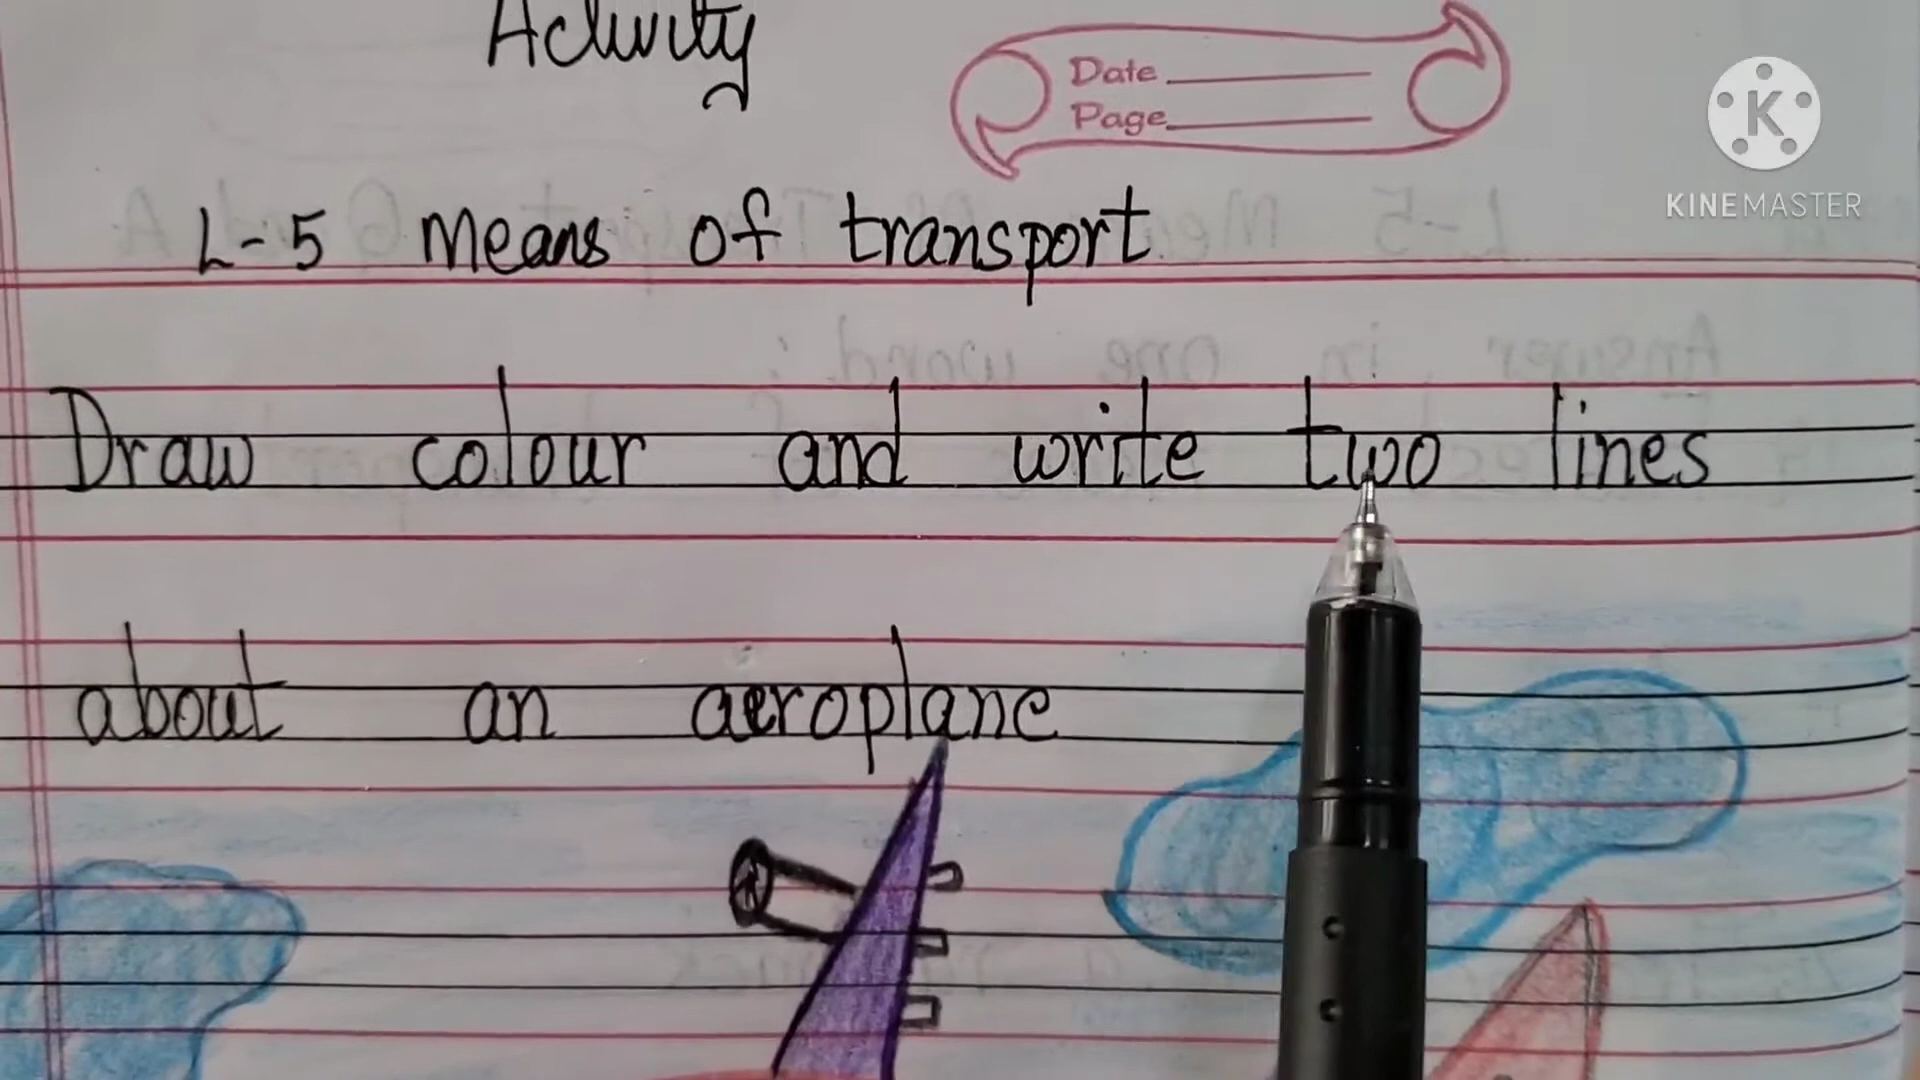 Activity
Date
Page
K
KINEMASTER
L-5 Means of transport
Draw colour and write two lines
about an aeroplane